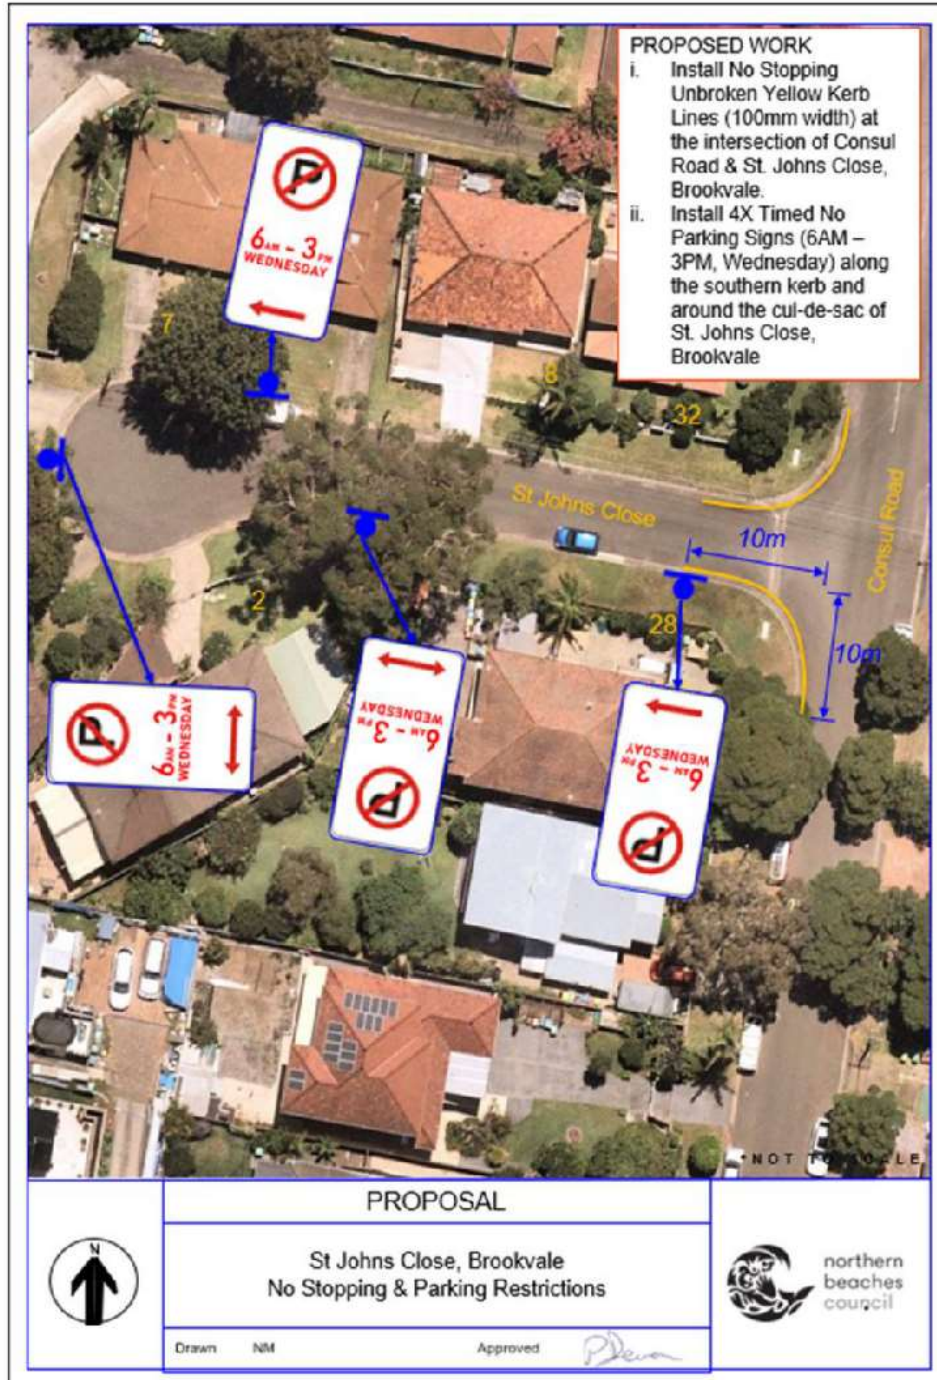 PROPOSED WORK
i. Install No Stopping
Unbroken Yellow Kerb
Lines (100mm width) at
the intersection of Consul
Road & St. Johns Close,
Brookvale.
ii. Install 4X Timed No
Parking Signs (6AM –
3PM, Wednesday) along
the southern kerb and
around the cul-de-sac of
St. Johns Close,
Brookvale
P
6AM - 3PM
WEDNESDAY
7
8
32
St Johns Close
Consul Road
10m
10m
2
28
P
6AM - 3PM
WEDNESDAY
P
6AM - 3PM
WEDNESDAY
P
6AM - 3PM
WEDNESDAY
*NOT TO SCALE
PROPOSAL
N
St Johns Close, Brookvale
No Stopping & Parking Restrictions
northern
beaches
council
Drawn NM Approved